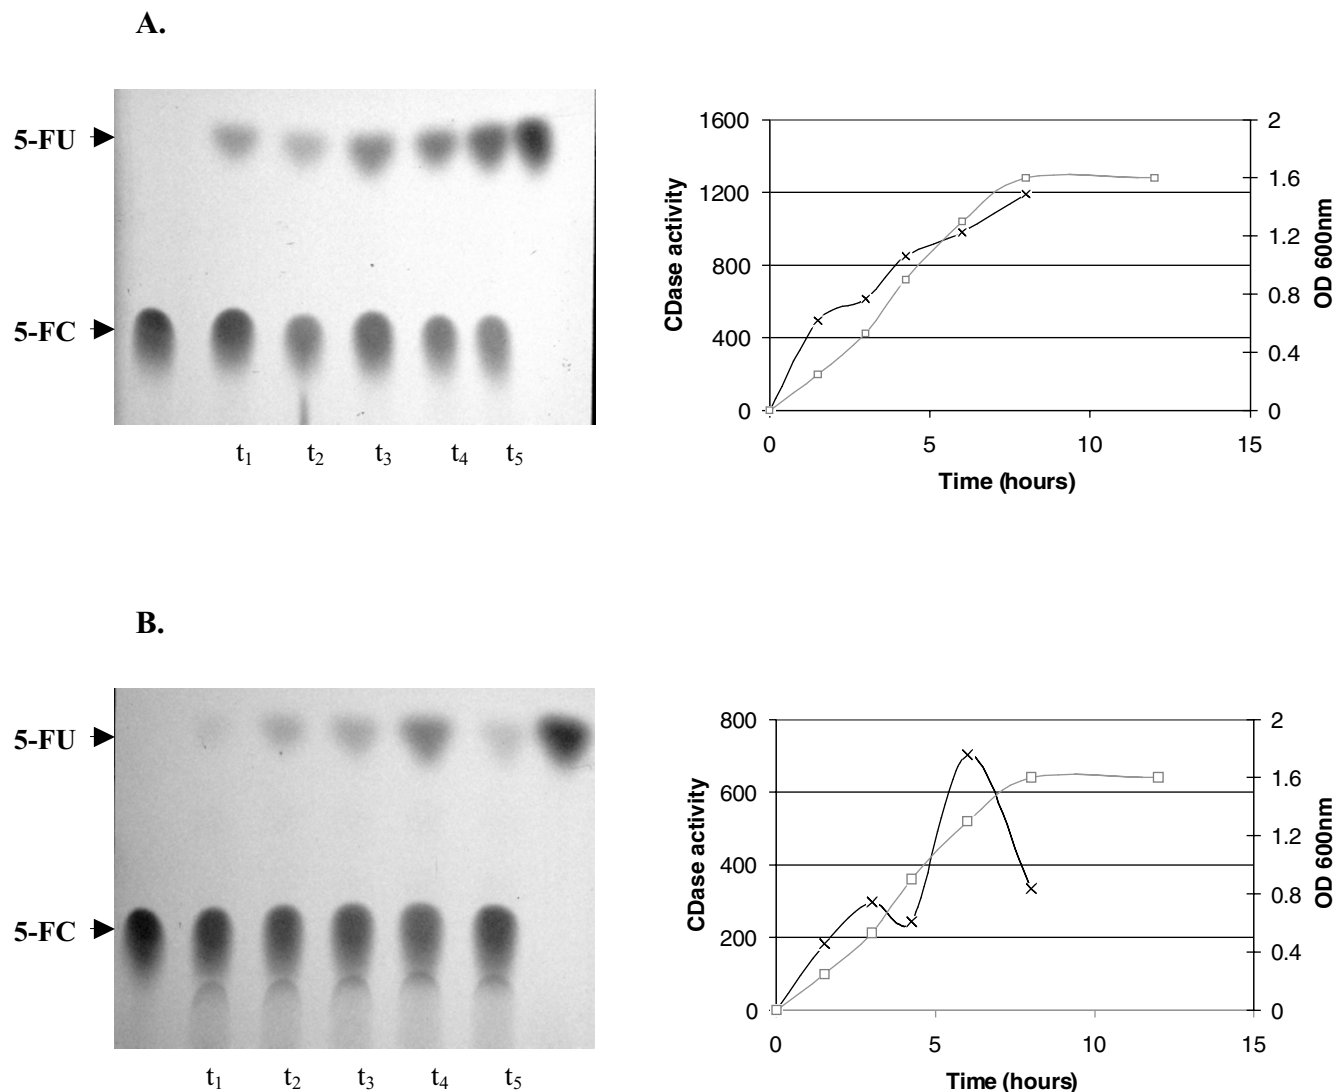 A.
5-FU
5-FC
t₁ t₂ t₃ t₄ t₅
1600
1200
800
400
0
CDase activity
2
1.6
1.2
0.8
0.4
0
OD 600nm
0 5 10 15
Time (hours)
B.
5-FU
5-FC
t₁ t₂ t₃ t₄ t₅
800
600
400
200
0
CDase activity
2
1.6
1.2
0.8
0.4
0
OD 600nm
0 5 10 15
Time (hours)